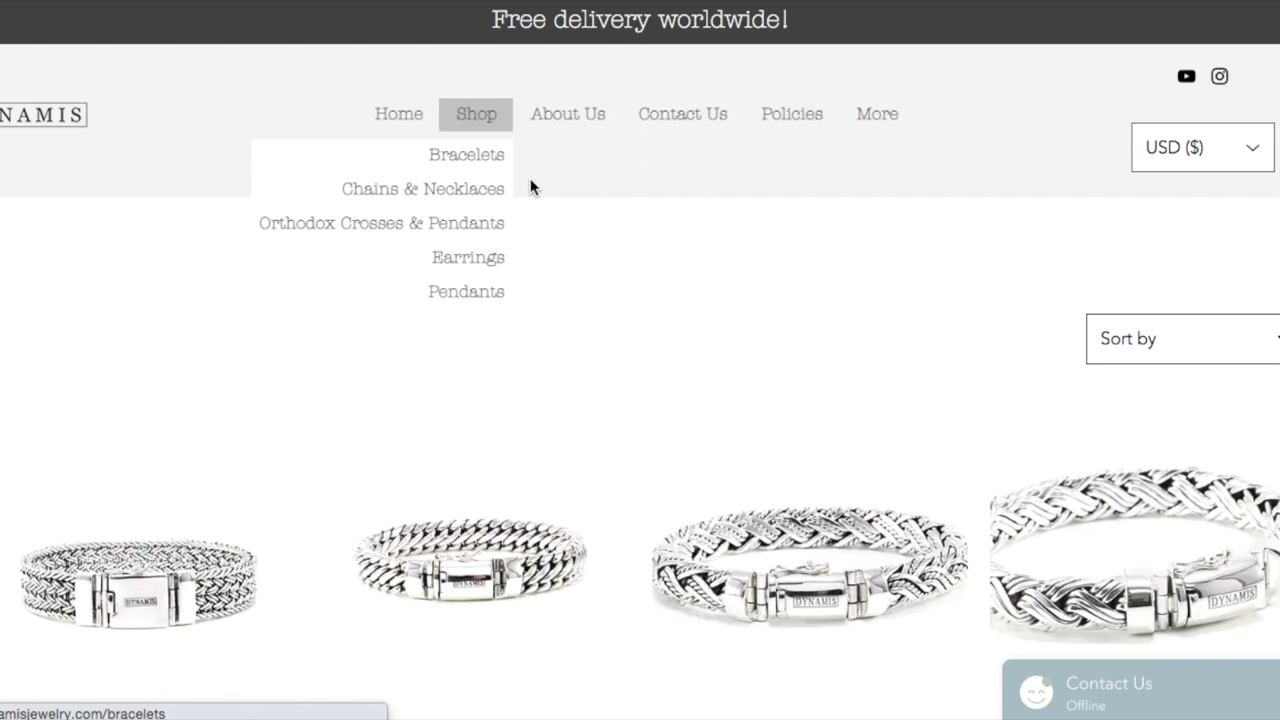 Free delivery worldwide!
NAMIS
Home Shop About Us Contact Us Policies More
USD ($)
Bracelets
Chains & Necklaces
Orthodox Crosses & Pendants
Earrings
Pendants
Sort by
DYNAMIS
DYNAMIS
DYNAMIS
DYNAMIS
Contact Us
Offline
amisjewelry.com/bracelets